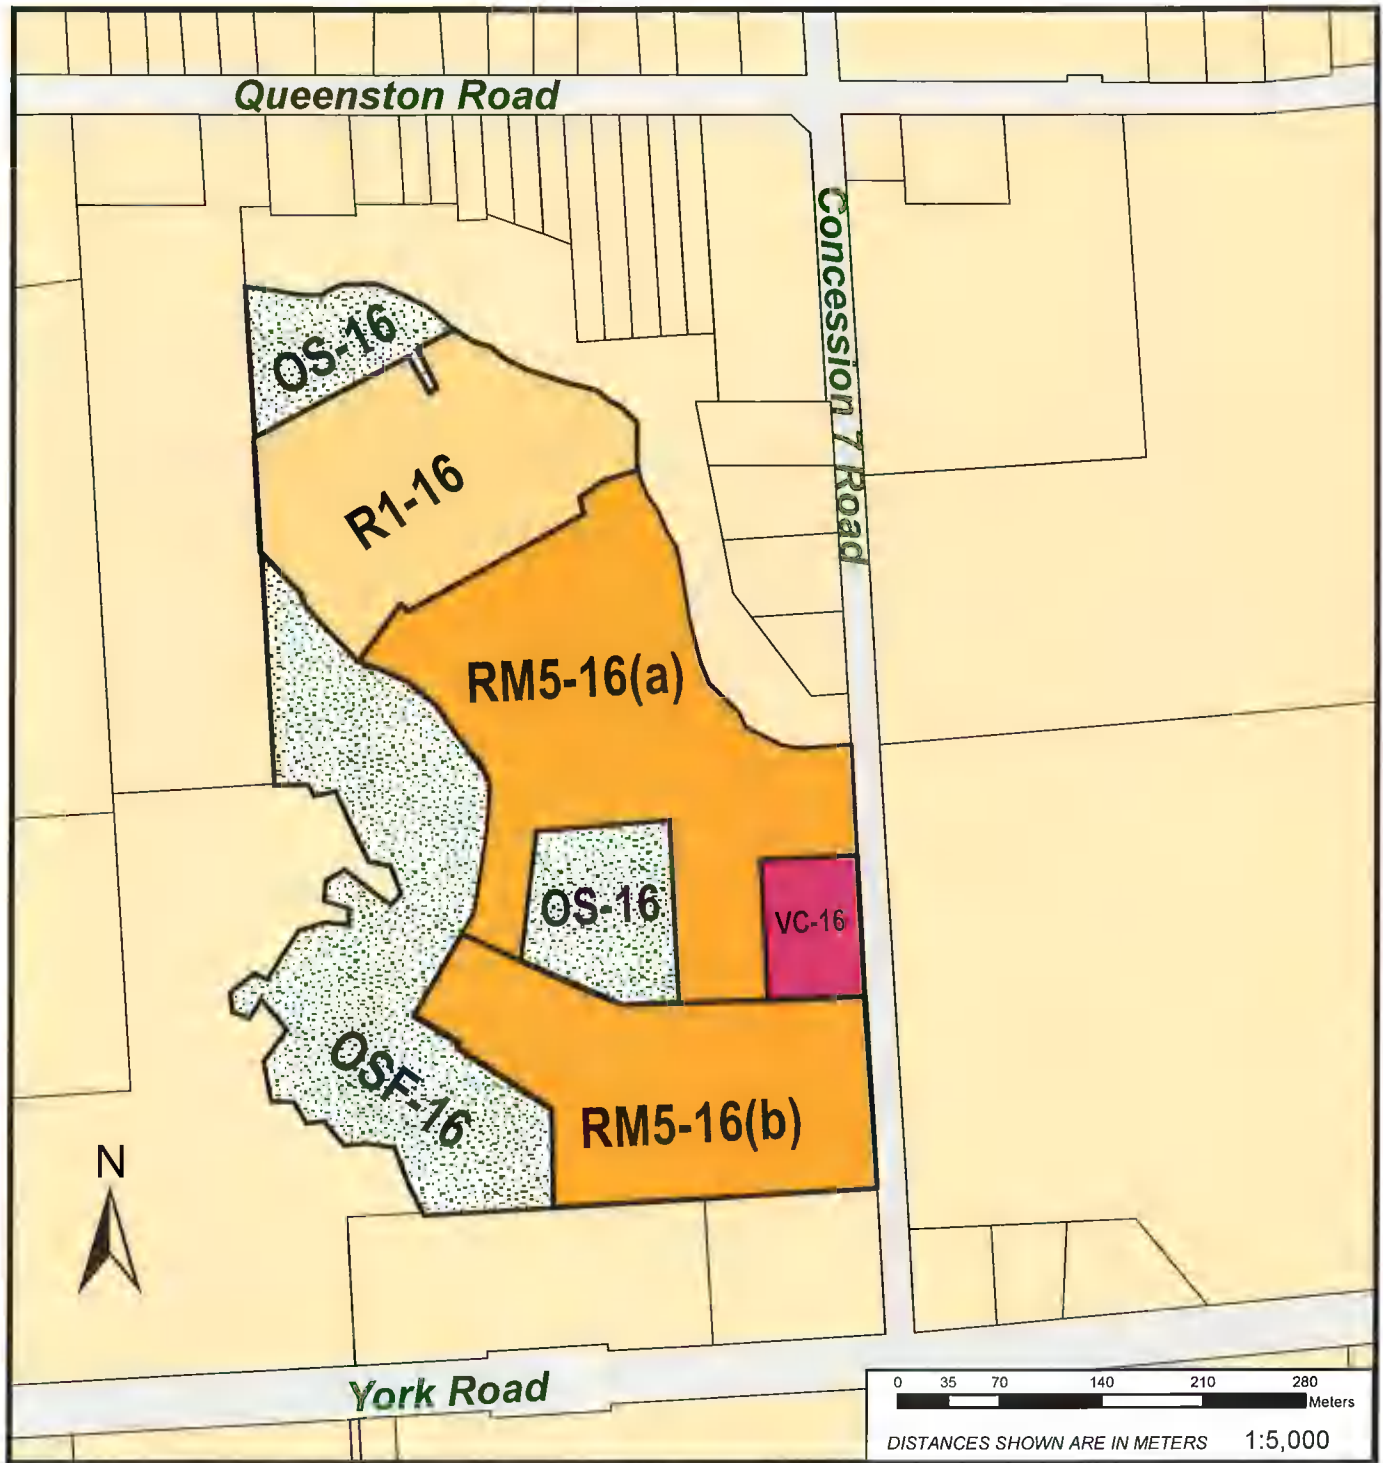 Queenston Road
Concession 7 Road
OS-16
R1-16
RM5-16(a)
OS-16
VC-16
OSF-16
RM5-16(b)
N
York Road
0 35 70 140 210 280
Meters
DISTANCES SHOWN ARE IN METERS 1:5,000